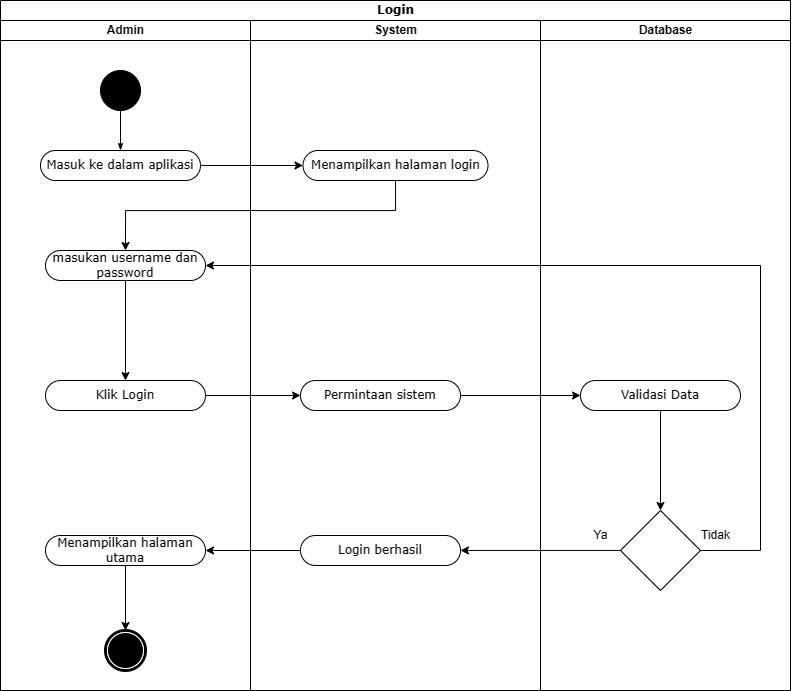 Login
Admin
System
Database
Masuk ke dalam aplikasi
Menampilkan halaman login
masukan username dan
password
Klik Login
Permintaan sistem
Validasi Data
Ya
Tidak
Menampilkan halaman
utama
Login berhasil